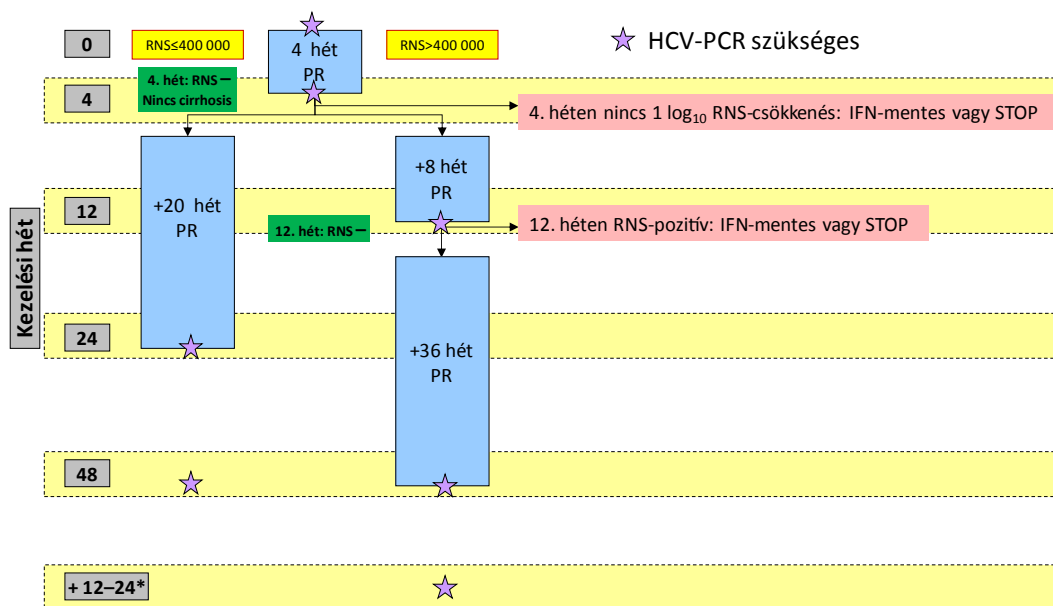 0
RNS≤400 000
4 hét
PR
RNS>400 000
HCV-PCR szükséges
4. hét: RNS –
Nincs cirrhosis
4
4. héten nincs 1 log₁₀ RNS-csökkenés: IFN-mentes vagy STOP
+8 hét
PR
12
+20 hét
PR
12. hét: RNS –
12. héten RNS-pozitív: IFN-mentes vagy STOP
Kezelési hét
24
+36 hét
PR
48
+ 12–24*